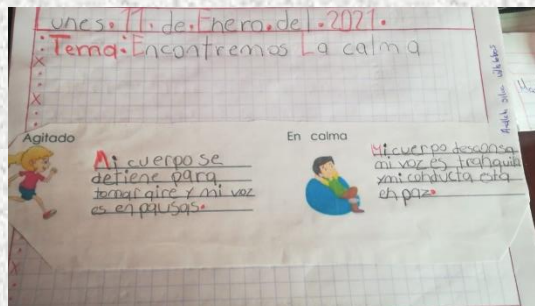 Lunes. 11. de. Enero. del. 2021.
Tema: Encontremos La calma
Agitado
Mi cuerpo se
detiene para
tomar aire y mi voz
es en pausas.
En calma
Mi cuerpo descansa
mi voz es tranquila
y mi conducta está
en paz.